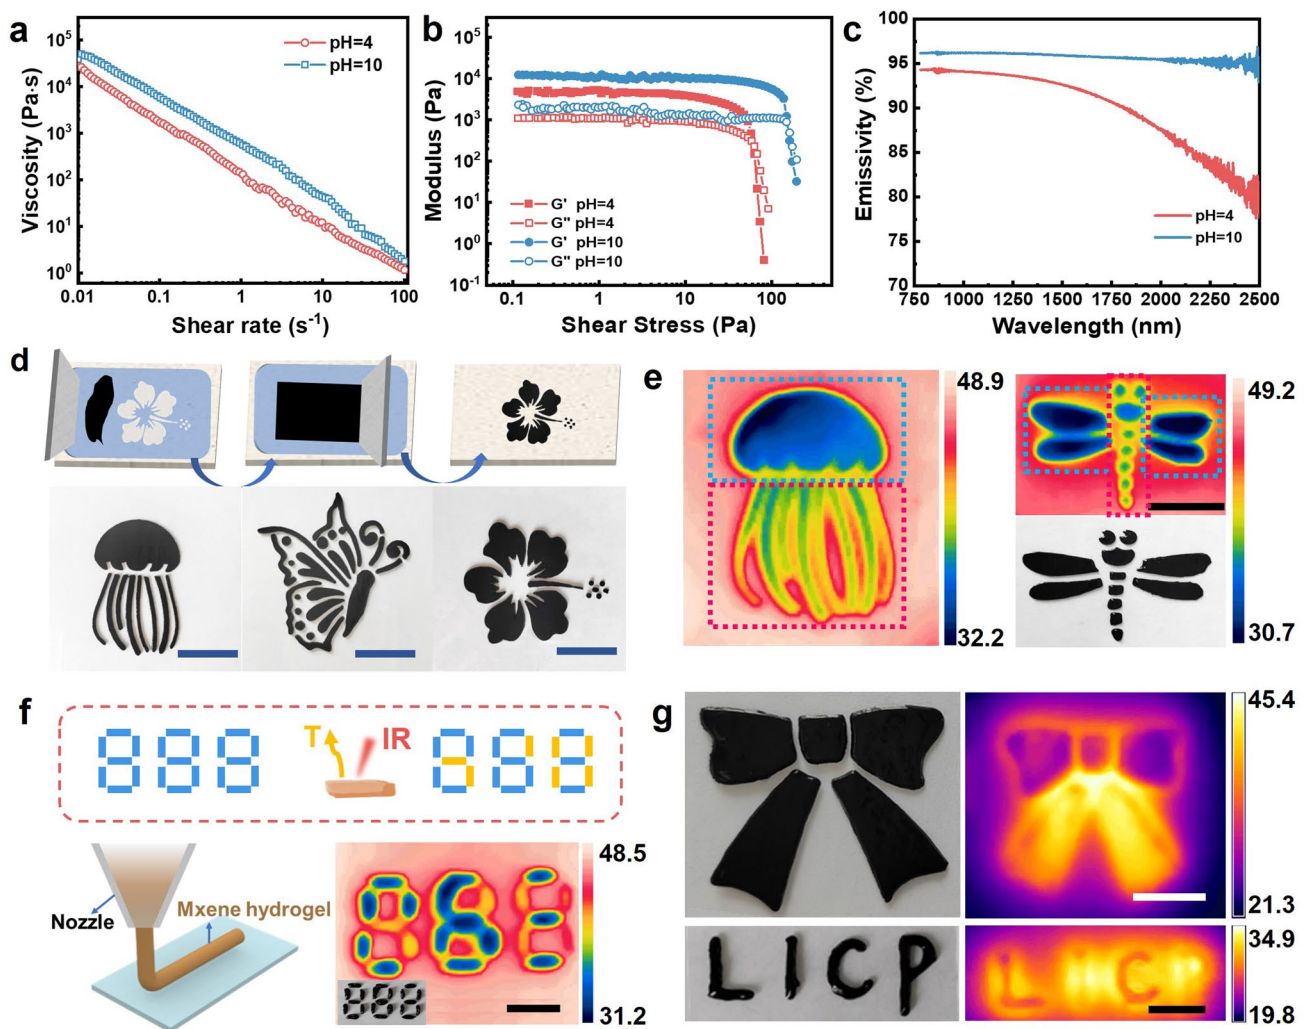 a
10⁵
10⁴
10³
10²
10¹
10⁰
Viscosity (Pa·s)
pH=4
pH=10
0.01 0.1 1 10 100
Shear rate (s⁻¹)
b
10⁵
10⁴
10³
10²
10¹
10⁰
10⁻¹
Modulus (Pa)
G' pH=4
G'' pH=4
G' pH=10
G'' pH=10
0.1 1 10 100
Shear Stress (Pa)
c
100
95
90
85
80
75
70
Emissivity (%)
pH=4
pH=10
750 1000 1250 1500 1750 2000 2250 2500
Wavelength (nm)
d
e
48.9
32.2
49.2
30.7
f
T
IR
Nozzle
Mxene hydrogel
48.5
31.2
g
45.4
21.3
L I C P
34.9
19.8